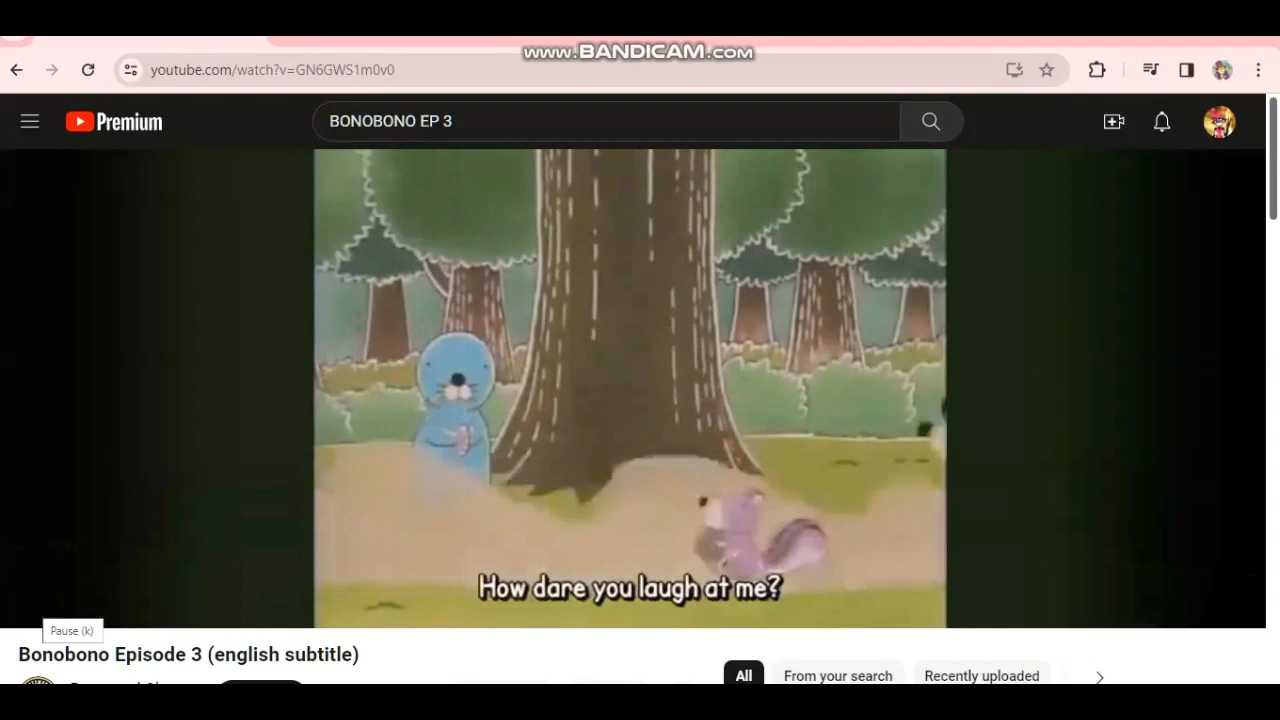 www.BANDICAM.com
youtube.com/watch?v=GN6GWS1m0v0
Premium
BONOBONO EP 3
How dare you laugh at me?
Pause (k)
Bonobono Episode 3 (english subtitle)
All
From your search
Recently uploaded